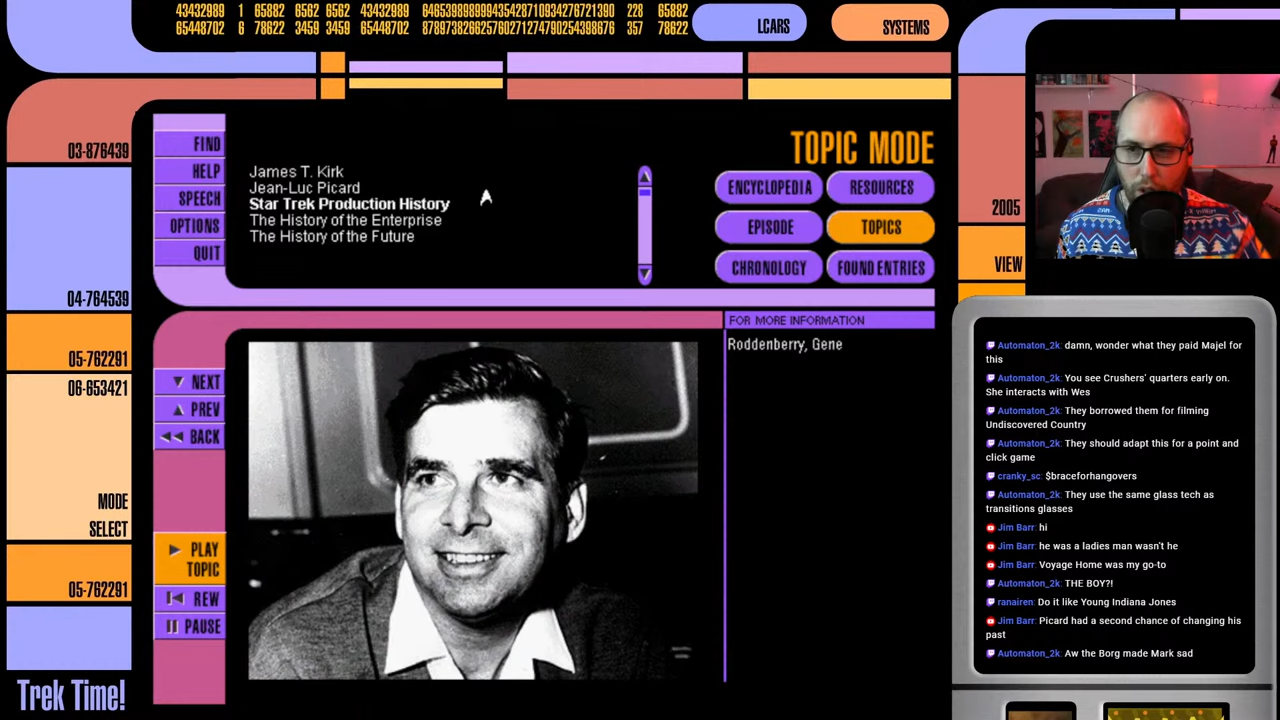 43432989 1 65882 6562 6562 43432989 64653989899435428710934276721390 228 65882
65448702 6 78622 3459 3459 65448702 878973826625760271274790254398676 357 78622
LCARS
SYSTEMS
03-876439
FIND
HELP
SPEECH
OPTIONS
QUIT
James T. Kirk
Jean-Luc Picard
Star Trek Production History
The History of the Enterprise
The History of the Future
TOPIC MODE
ENCYCLOPEDIA
RESOURCES
EPISODE
TOPICS
CHRONOLOGY
FOUND ENTRIES
2005
VIEW
04-764539
05-762291
06-653421
MODE
SELECT
05-762291
Trek Time!
NEXT
PREV
BACK
PLAY
TOPIC
REW
PAUSE
FOR MORE INFORMATION
Roddenberry, Gene
Automaton_2k: damn, wonder what they paid Majel for
this
Automaton_2k: You see Crushers' quarters early on.
She interacts with Wes
Automaton_2k: They borrowed them for filming
Undiscovered Country
Automaton_2k: They should adapt this for a point and
click game
cranky_sc: $braceforhangovers
Automaton_2k: They use the same glass tech as
transitions glasses
Jim Barr: hi
Jim Barr: he was a ladies man wasn't he
Jim Barr: Voyage Home was my go-to
Automaton_2k: THE BOY?!
ranairen: Do it like Young Indiana Jones
Jim Barr: Picard had a second chance of changing his
past
Automaton_2k: Aw the Borg made Mark sad